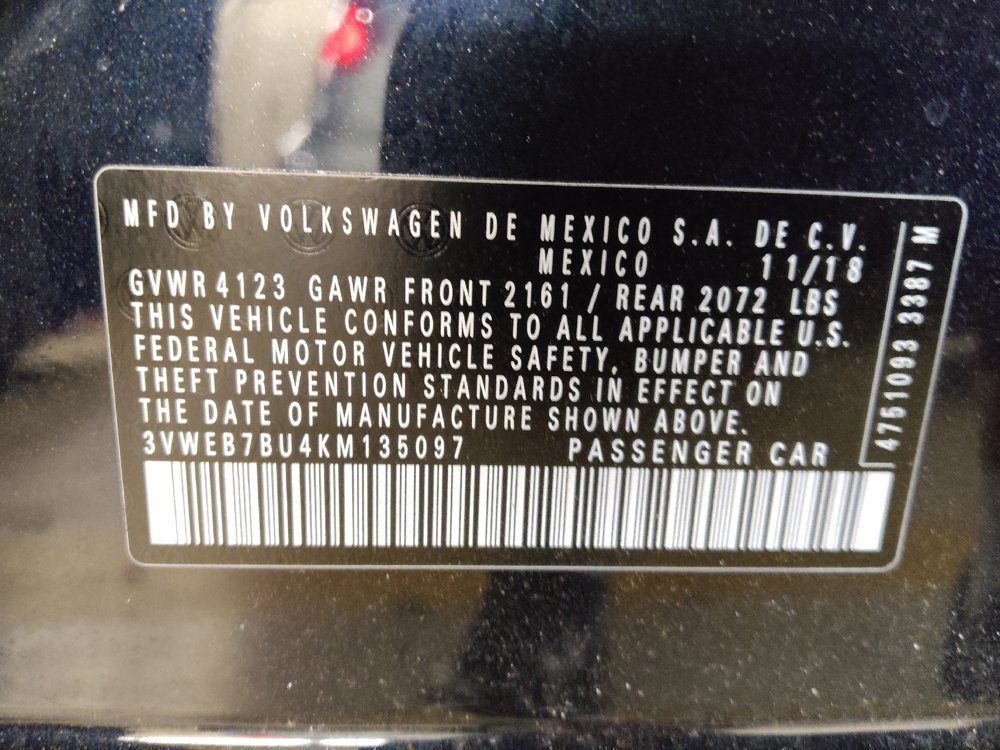 MFD BY VOLKSWAGEN DE MEXICO S.A. DE C.V.
MEXICO 11/18
GVWR 4123 GAWR FRONT 2161 / REAR 2072 LBS
THIS VEHICLE CONFORMS TO ALL APPLICABLE U.S.
FEDERAL MOTOR VEHICLE SAFETY, BUMPER AND
THEFT PREVENTION STANDARDS IN EFFECT ON
THE DATE OF MANUFACTURE SHOWN ABOVE.
3VWEB7BU4KM135097 PASSENGER CAR
4751093 3387 M